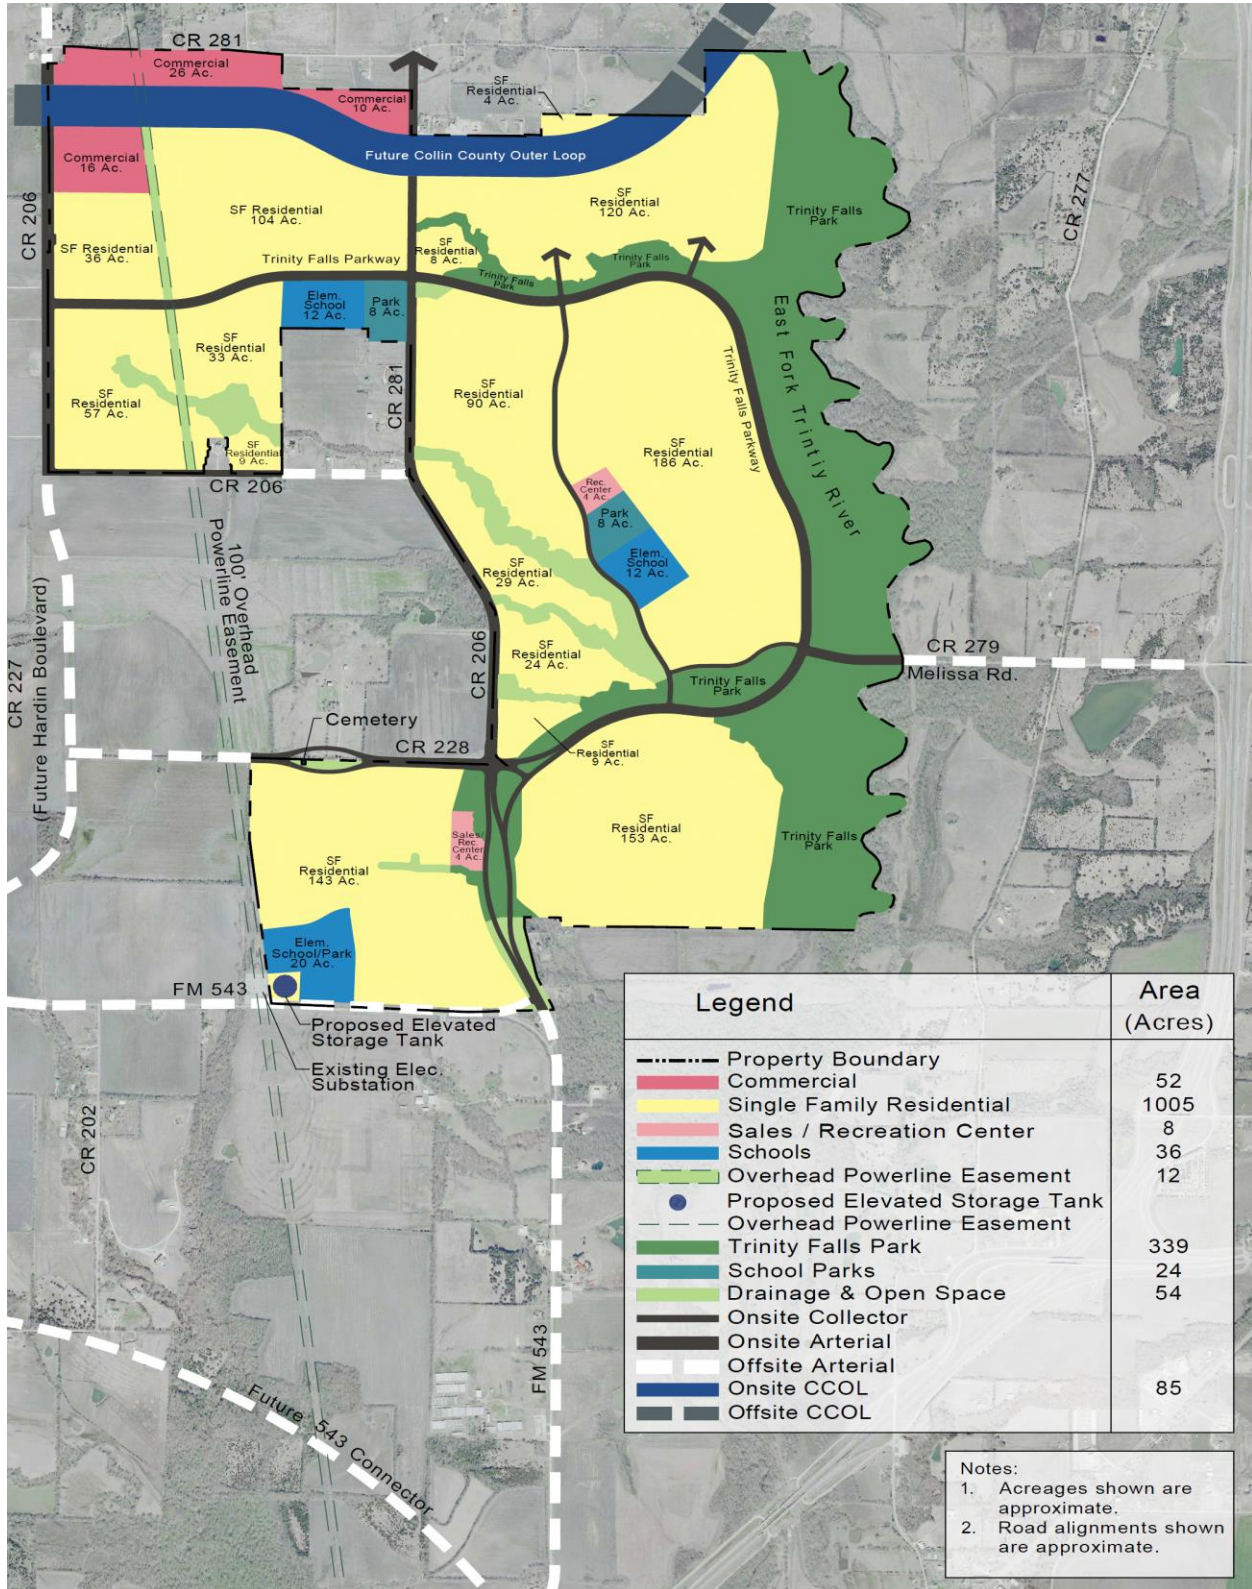 CR 281
Commercial
26 Ac.
Commercial
10 Ac.
SF
Residential
4 Ac.
Commercial
16 Ac.
Future Collin County Outer Loop
CR 206
SF Residential
104 Ac.
SF
Residential
120 Ac.
Trinity Falls
Park
CR 277
SF Residential
36 Ac.
SF
Residential
8 Ac.
Trinity Falls Parkway
Trinity Falls
Park
Trinity Falls
Park
Elem.
School
12 Ac.
Park
8 Ac.
SF
Residential
33 Ac.
CR 281
SF
Residential
57 Ac.
SF
Residential
90 Ac.
Trinity Falls Parkway
East Fork Trintiy River
SF
Residential
9 Ac.
SF
Residential
186 Ac.
CR 206
Rec.
Center
4 Ac.
Park
8 Ac.
Elem.
School
12 Ac.
100' Overhead
Powerline Easement
SF
Residential
29 Ac.
CR 227
(Future Hardin Boulevard)
CR 206
SF
Residential
24 Ac.
Trinity Falls
Park
CR 279
Melissa Rd.
Cemetery
CR 228
SF
Residential
9 Ac.
SF
Residential
153 Ac.
Trinity Falls
Park
Sales/
Rec.
Center
4 Ac.
SF
Residential
143 Ac.
Elem.
School/Park
20 Ac.
FM 543
Proposed Elevated
Storage Tank
Existing Elec.
Substation
CR 202
FM 543
Future 543 Connector
Legend
Area
(Acres)
Property Boundary
Commercial 52
Single Family Residential 1005
Sales / Recreation Center 8
Schools 36
Overhead Powerline Easement 12
Proposed Elevated Storage Tank
Overhead Powerline Easement
Trinity Falls Park 339
School Parks 24
Drainage & Open Space 54
Onsite Collector
Onsite Arterial
Offsite Arterial
Onsite CCOL 85
Offsite CCOL
Notes:
1. Acreages shown are
approximate.
2. Road alignments shown
are approximate.